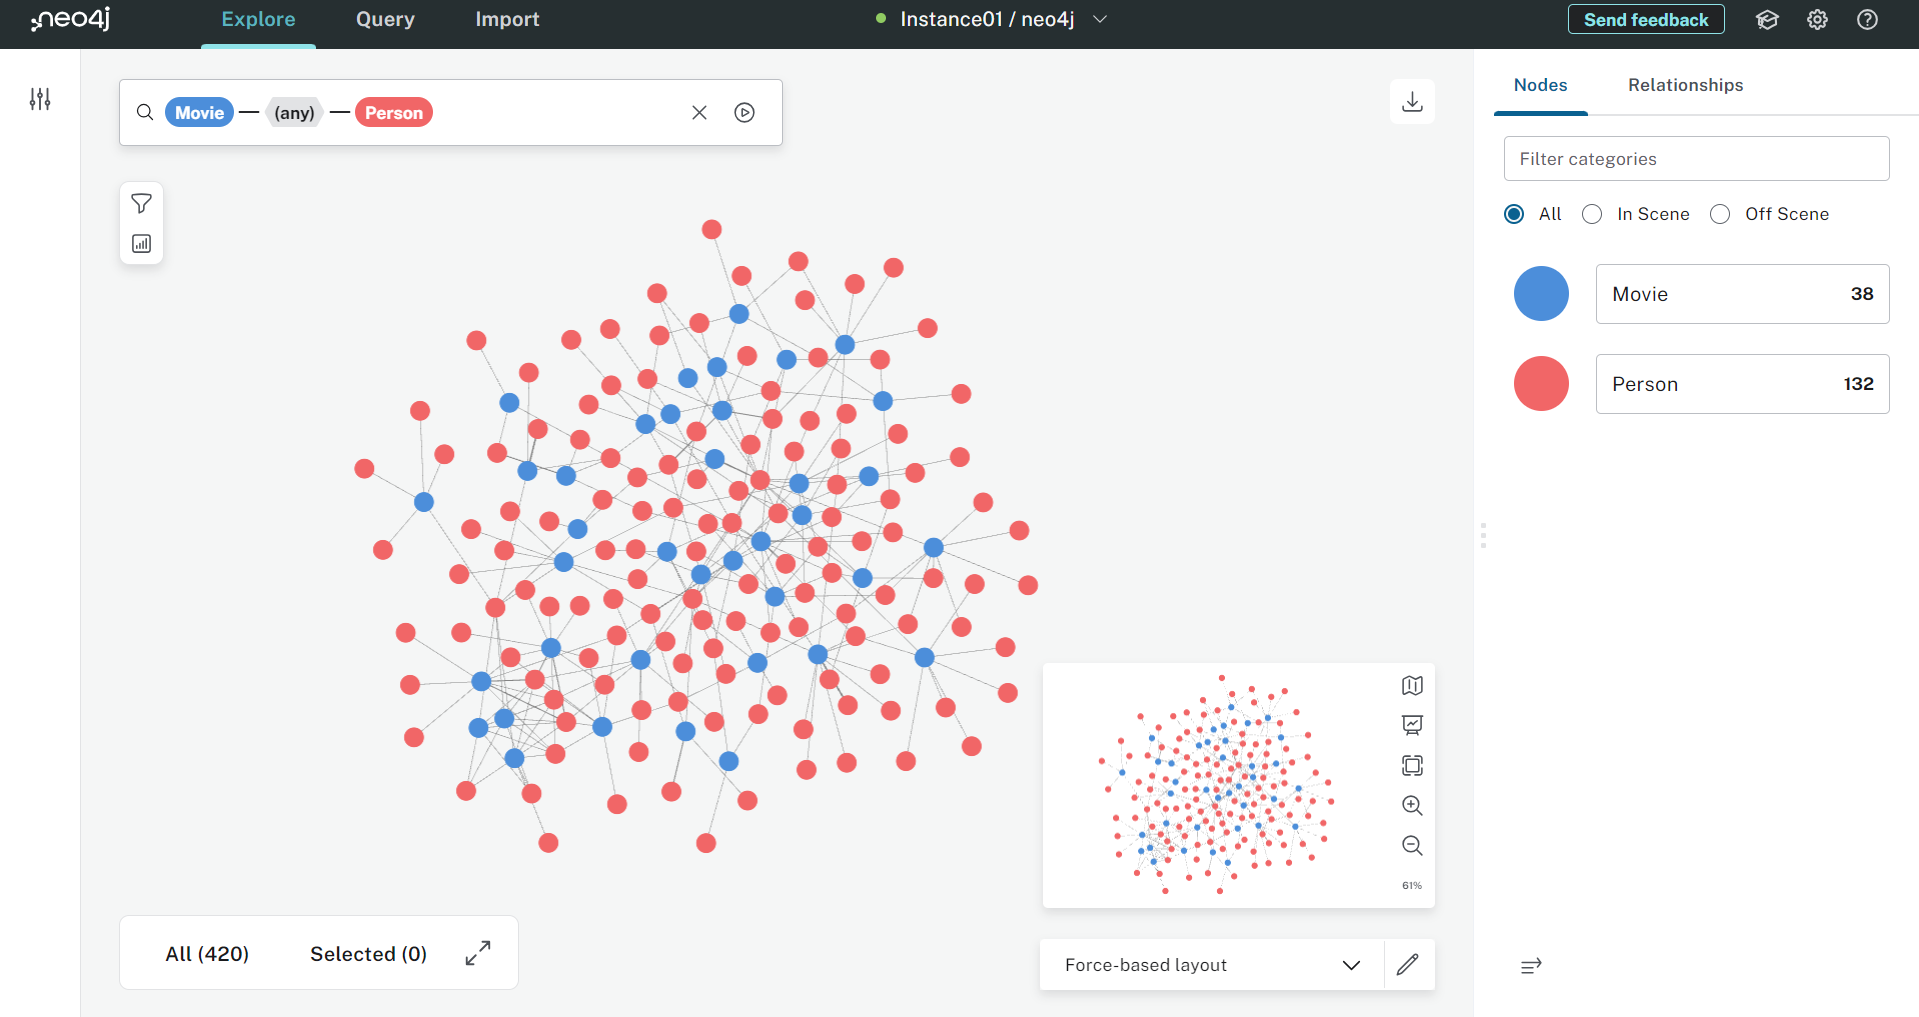 neo4j Explore Query Import Instance01 / neo4j Send feedback
Movie (any) Person
Nodes Relationships
Filter categories
All In Scene Off Scene
Movie 38
Person 132
61%
All (420) Selected (0)
Force-based layout